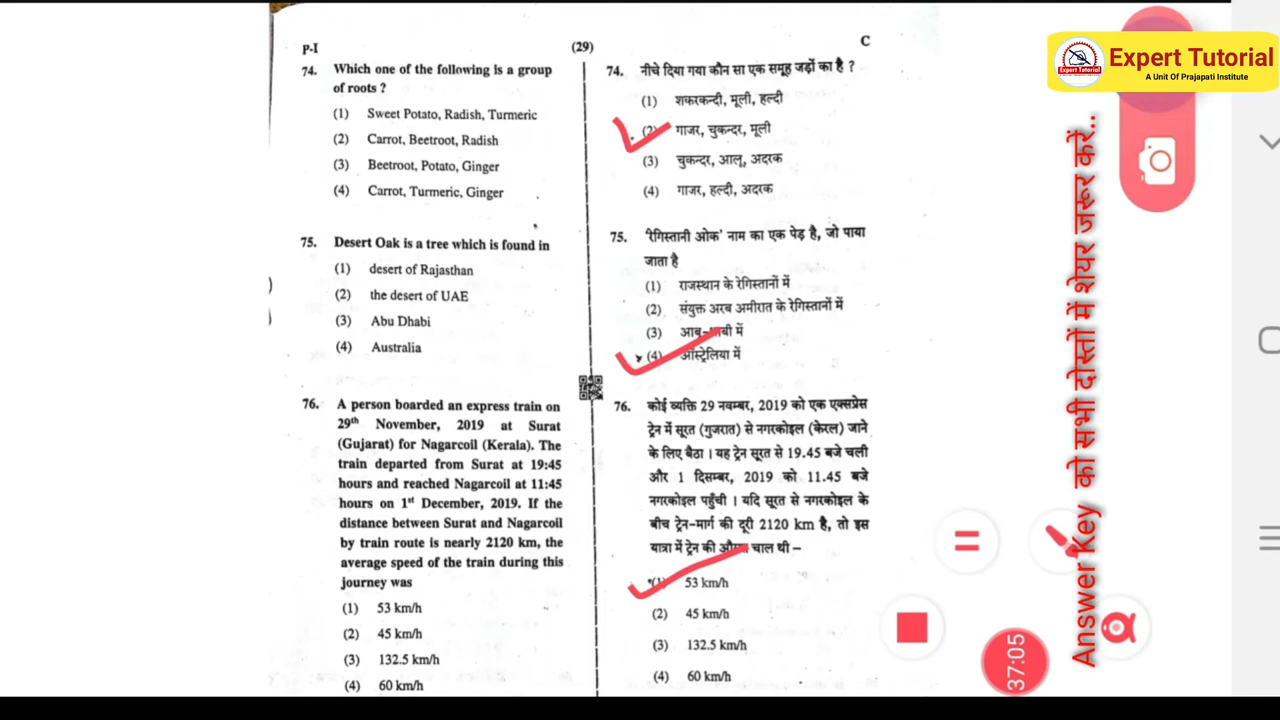 P-I
(29)
C
74. Which one of the following is a group
of roots ?
(1) Sweet Potato, Radish, Turmeric
(2) Carrot, Beetroot, Radish
(3) Beetroot, Potato, Ginger
(4) Carrot, Turmeric, Ginger
75. Desert Oak is a tree which is found in
(1) desert of Rajasthan
(2) the desert of UAE
(3) Abu Dhabi
(4) Australia
76. A person boarded an express train on
29th November, 2019 at Surat
(Gujarat) for Nagarcoil (Kerala). The
train departed from Surat at 19:45
hours and reached Nagarcoil at 11:45
hours on 1st December, 2019. If the
distance between Surat and Nagarcoil
by train route is nearly 2120 km, the
average speed of the train during this
journey was
(1) 53 km/h
(2) 45 km/h
(3) 132.5 km/h
(4) 60 km/h
74. नीचे दिया गया कौन सा एक समूह जड़ों का है ?
(1) शकरकन्दी, मूली, हल्दी
(2) गाजर, चुकन्दर, मूली
(3) चुकन्दर, आलू, अदरक
(4) गाजर, हल्दी, अदरक
75. 'रेगिस्तानी ओक' नाम का एक पेड़ है, जो पाया
जाता है
(1) राजस्थान के रेगिस्तानों में
(2) संयुक्त अरब अमीरात के रेगिस्तानों में
(3) आबू-धाबी में
(4) ऑस्ट्रेलिया में
76. कोई व्यक्ति 29 नवम्बर, 2019 को एक एक्सप्रेस
ट्रेन में सूरत (गुजरात) से नगरकोइल (केरल) जाने
के लिए बैठा । यह ट्रेन सूरत से 19.45 बजे चली
और 1 दिसम्बर, 2019 को 11.45 बजे
नगरकोइल पहुँची । यदि सूरत से नगरकोइल के
बीच ट्रेन-मार्ग की दूरी 2120 km है, तो इस
यात्रा में ट्रेन की औसत चाल थी –
(1) 53 km/h
(2) 45 km/h
(3) 132.5 km/h
(4) 60 km/h
Expert Tutorial
Expert Tutorial
A Unit Of Prajapati Institute
Answer Key को सभी दोस्तों में शेयर जरूर करें..
37:05